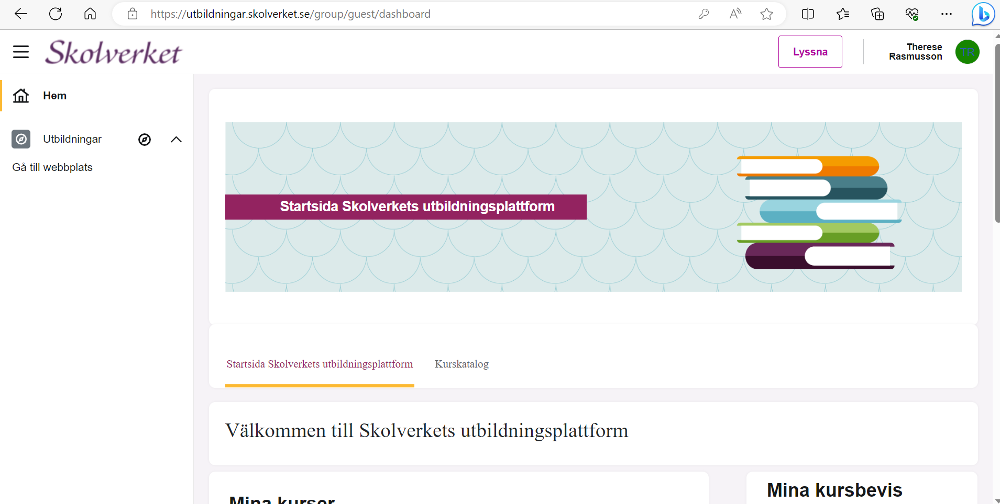 https://utbildningar.skolverket.se/group/guest/dashboard
Skolverket
Lyssna
Therese
Rasmusson
TR
Hem
Utbildningar
Gå till webbplats
Startsida Skolverkets utbildningsplattform
Startsida Skolverkets utbildningsplattform
Kurskatalog
Välkommen till Skolverkets utbildningsplattform
Mina kurser
Mina kursbevis